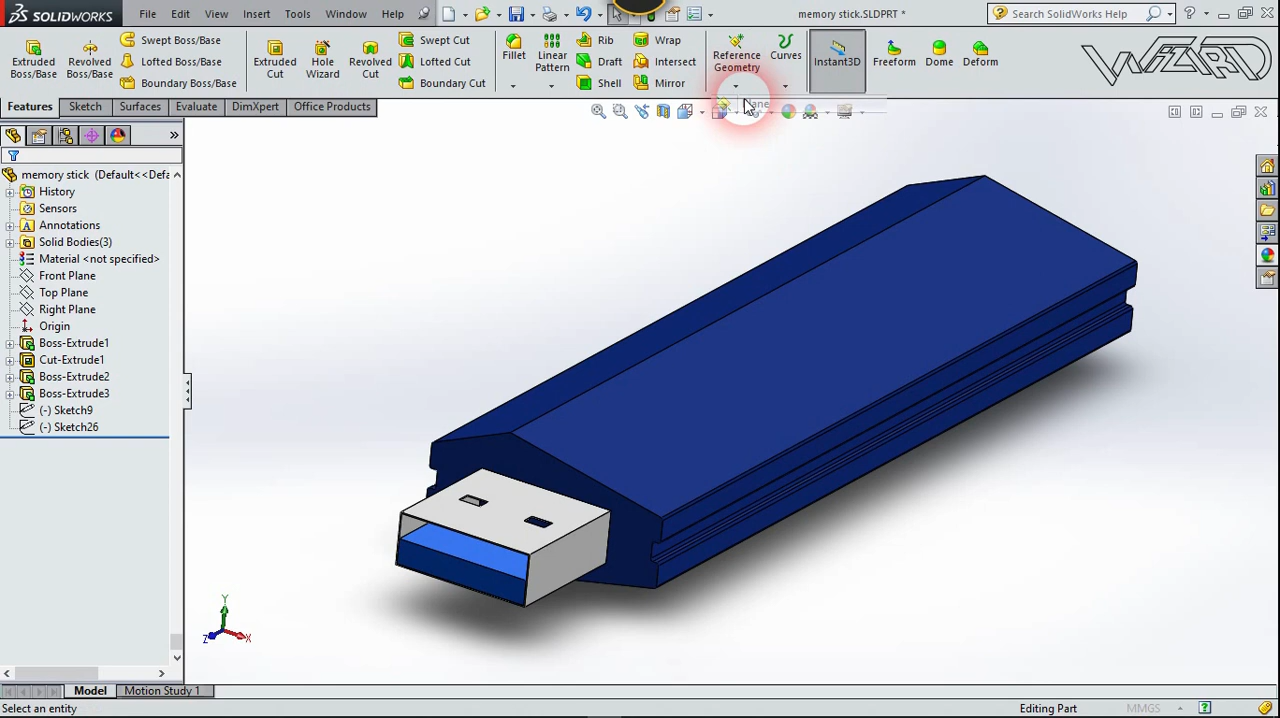 SOLIDWORKS File Edit View Insert Tools Window Help memory stick.SLDPRT * Search SolidWorks Help
Extruded Boss/Base
Revolved Boss/Base
Swept Boss/Base
Lofted Boss/Base
Boundary Boss/Base
Extruded Cut
Hole Wizard
Revolved Cut
Swept Cut
Lofted Cut
Boundary Cut
Fillet
Linear Pattern
Rib
Draft
Shell
Wrap
Intersect
Mirror
Reference Geometry
Curves
Instant3D
Freeform
Dome
Deform
WIZARD
Features Sketch Surfaces Evaluate DimXpert Office Products
memory stick (Default<<Defa
History
Sensors
Annotations
Solid Bodies(3)
Material <not specified>
Front Plane
Top Plane
Right Plane
Origin
Boss-Extrude1
Cut-Extrude1
Boss-Extrude2
Boss-Extrude3
(-) Sketch9
(-) Sketch26
Y
Z X
Model Motion Study 1
Select an entity Editing Part MMGS